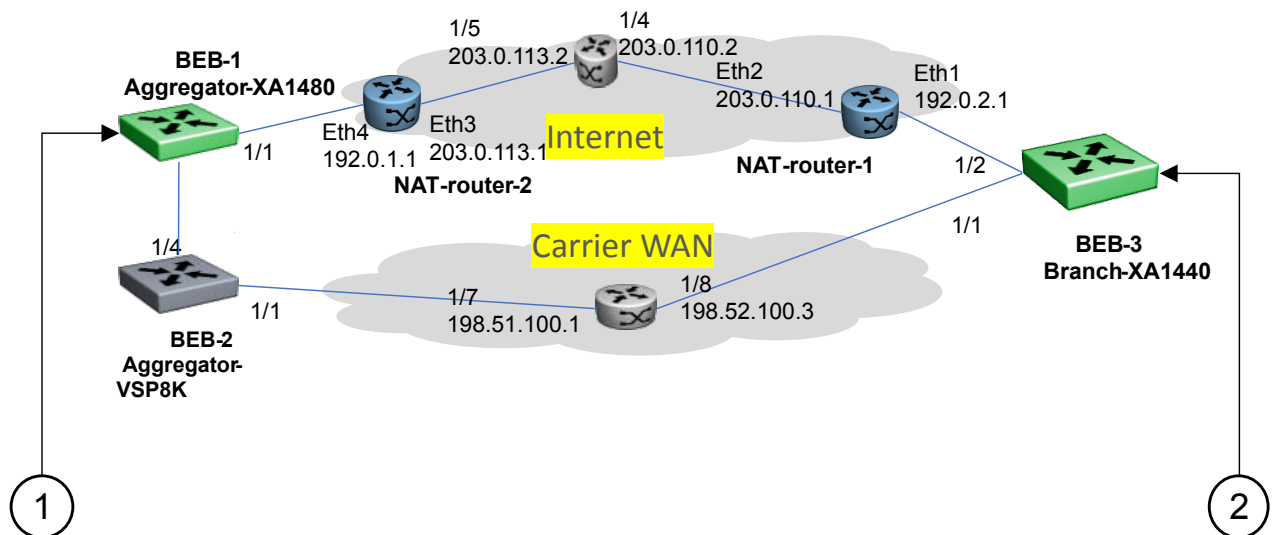 1/5
203.0.113.2
1/4
203.0.110.2
BEB-1
Aggregator-XA1480
Eth2
203.0.110.1
Eth1
192.0.2.1
Eth4
192.0.1.1
Eth3
203.0.113.1
1/1
Internet
NAT-router-2
NAT-router-1
1/2
1/4
Carrier WAN
1/1
BEB-3
Branch-XA1440
1/1
1/7
198.51.100.1
1/8
198.52.100.3
BEB-2
Aggregator-
VSP8K
1
2